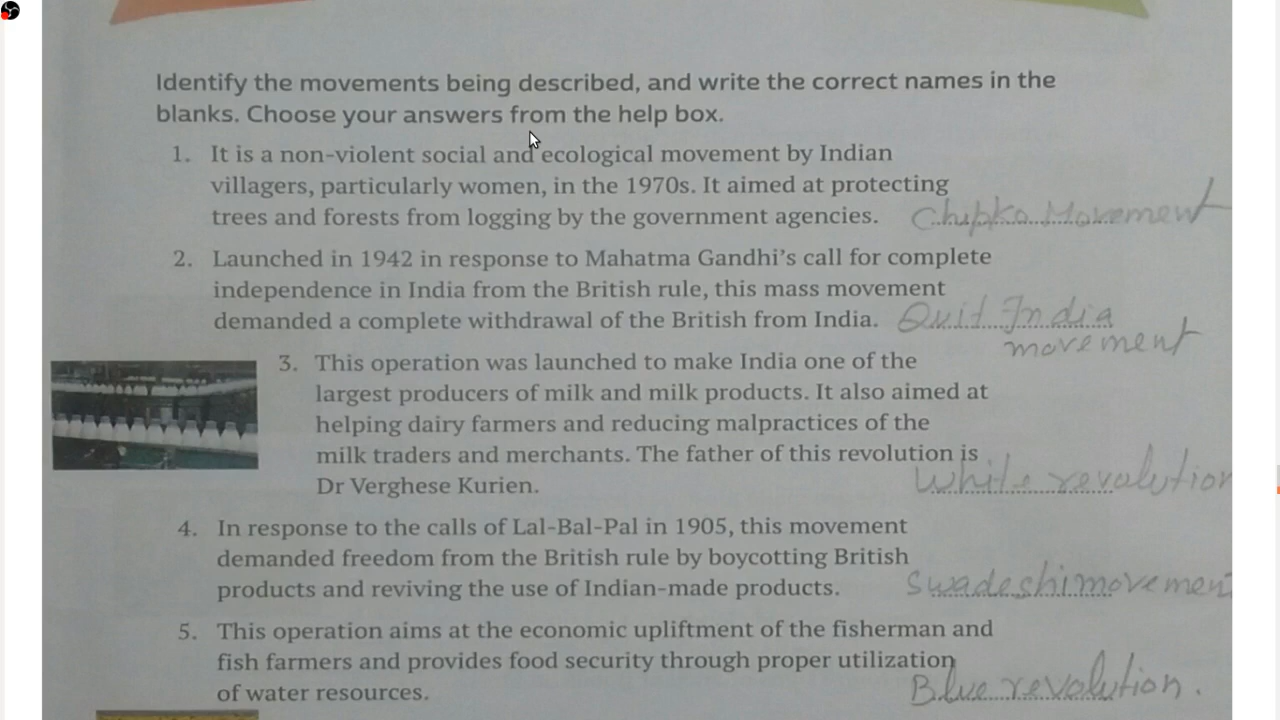 Identify the movements being described, and write the correct names in the
blanks. Choose your answers from the help box.
1. It is a non-violent social and ecological movement by Indian
villagers, particularly women, in the 1970s. It aimed at protecting
trees and forests from logging by the government agencies. Chipko Movement
2. Launched in 1942 in response to Mahatma Gandhi's call for complete
independence in India from the British rule, this mass movement
demanded a complete withdrawal of the British from India. Quit India
movement
3. This operation was launched to make India one of the
largest producers of milk and milk products. It also aimed at
helping dairy farmers and reducing malpractices of the
milk traders and merchants. The father of this revolution is
Dr Verghese Kurien. White revolution
4. In response to the calls of Lal-Bal-Pal in 1905, this movement
demanded freedom from the British rule by boycotting British
products and reviving the use of Indian-made products. Swadeshi movement
5. This operation aims at the economic upliftment of the fisherman and
fish farmers and provides food security through proper utilization
of water resources. Blue revolution.